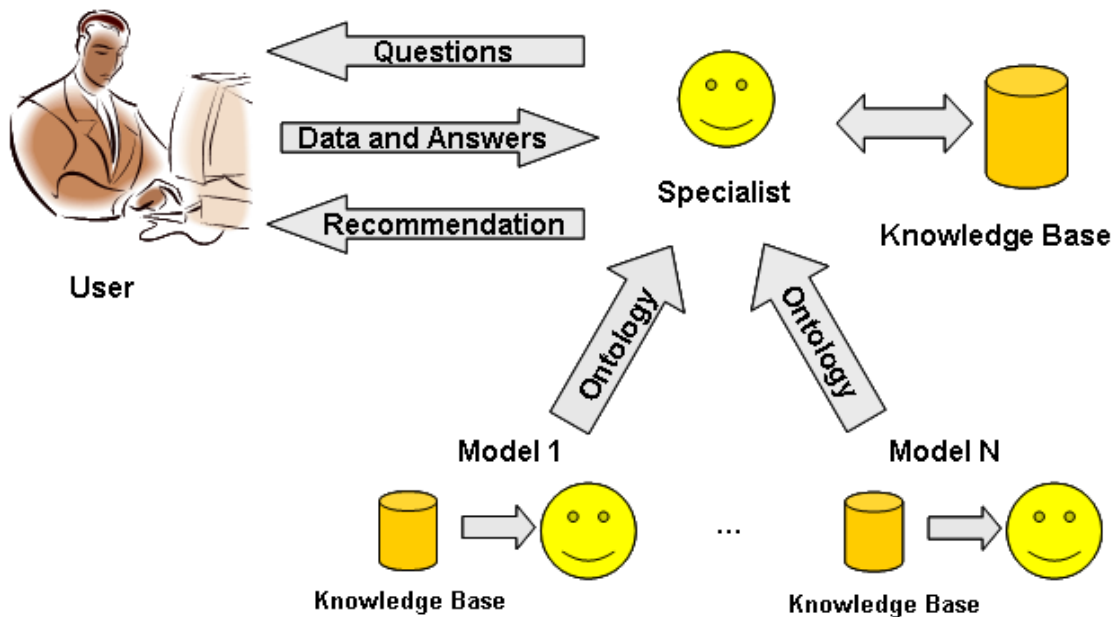 Questions
Data and Answers
Recommendation
User
Specialist
Knowledge Base
Ontology
Ontology
Model 1
Model N
...
Knowledge Base
Knowledge Base